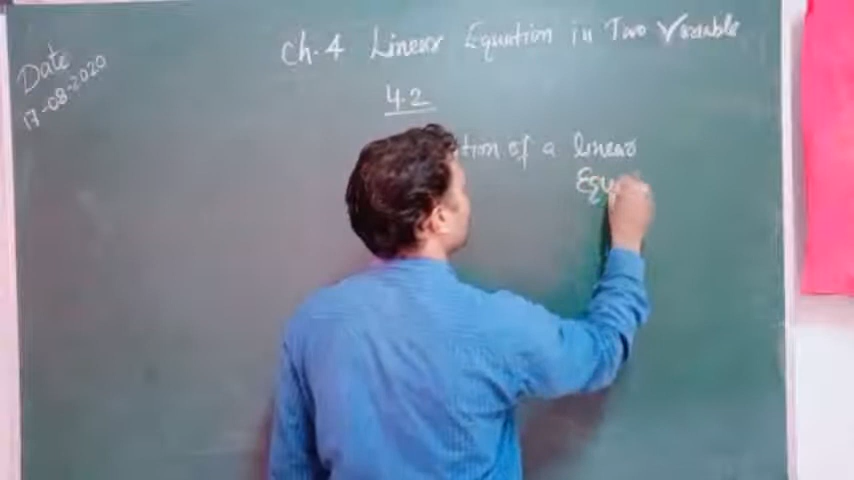 Date
17-08-2020
Ch.4 Linear Equation in Two Variable
4.2
tion of a linear
Equ